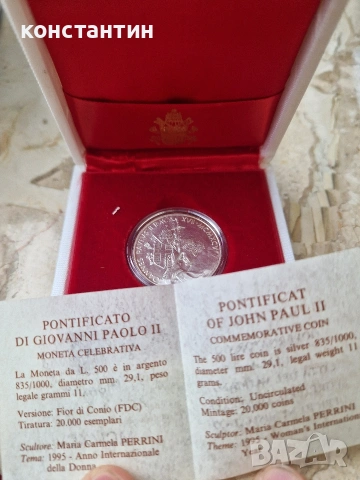 КОНСТАНТИН
PONTIFICATO
DI GIOVANNI PAOLO II
MONETA CELEBRATIVA
La Moneta da L. 500 è in argento
835/1000, diametro mm. 29,1, peso
legale grammi 11.
Versione: Fior di Conio (FDC)
Tiratura: 20.000 esemplari
Scultore: Maria Carmela PERRINI
Tema: 1995 - Anno Internazionale
della Donna
PONTIFICAT
OF JOHN PAUL II
COMMEMORATIVE COIN
The 500 lire coin is silver 835/1000,
diameter mm. 29,1, legal weight 11
grams.
Condition: Uncirculated
Mintage: 20,000 coins
Sculptor: Maria Carmela PERRINI
Theme: Woman's International
Year
bazar